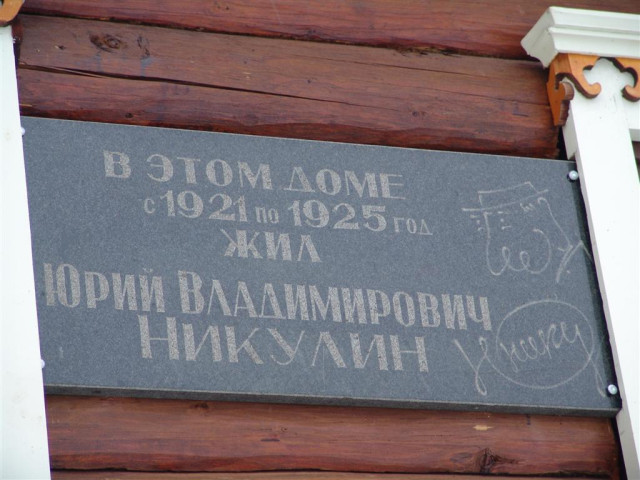 В ЭТОМ ДОМЕ
с 1921 по 1925 год
ЖИЛ
Юрий Владимирович
Никулин